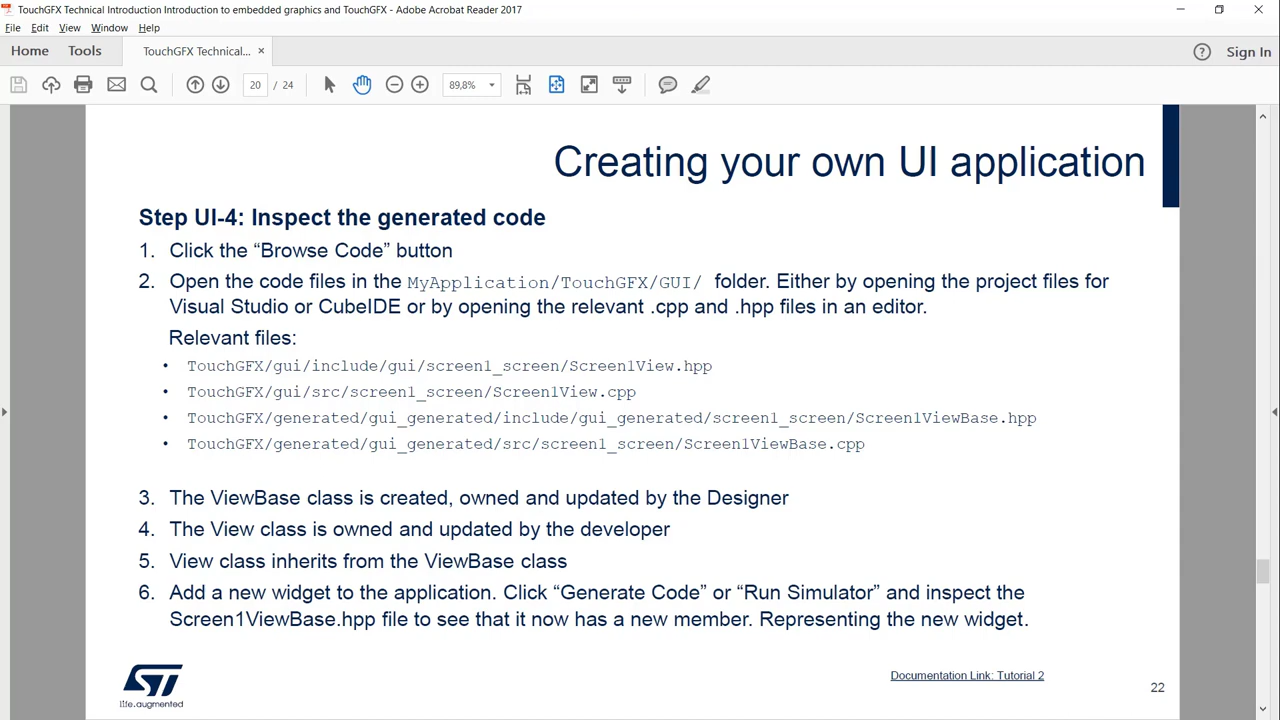 TouchGFX Technical Introduction Introduction to embedded graphics and TouchGFX - Adobe Acrobat Reader 2017
File Edit View Window Help
Home Tools TouchGFX Technical... × Sign In
20 / 24 89,8%
Creating your own UI application
Step UI-4: Inspect the generated code
1. Click the “Browse Code” button
2. Open the code files in the MyApplication/TouchGFX/GUI/ folder. Either by opening the project files for
Visual Studio or CubeIDE or by opening the relevant .cpp and .hpp files in an editor.
Relevant files:
• TouchGFX/gui/include/gui/screen1_screen/Screen1View.hpp
• TouchGFX/gui/src/screen1_screen/Screen1View.cpp
• TouchGFX/generated/gui_generated/include/gui_generated/screen1_screen/Screen1ViewBase.hpp
• TouchGFX/generated/gui_generated/src/screen1_screen/Screen1ViewBase.cpp
3. The ViewBase class is created, owned and updated by the Designer
4. The View class is owned and updated by the developer
5. View class inherits from the ViewBase class
6. Add a new widget to the application. Click “Generate Code” or “Run Simulator” and inspect the
Screen1ViewBase.hpp file to see that it now has a new member. Representing the new widget.
ST
life.augmented
Documentation Link: Tutorial 2
22